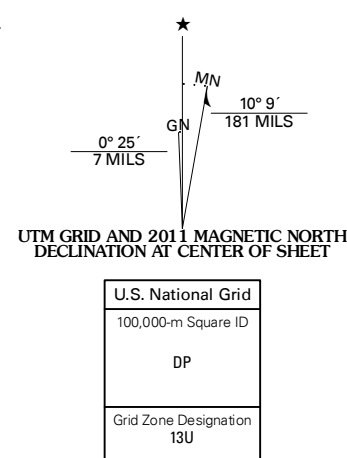 ★
MN
GN
10° 9´
181 MILS
0° 25´
7 MILS
UTM GRID AND 2011 MAGNETIC NORTH
DECLINATION AT CENTER OF SHEET
U.S. National Grid
100,000-m Square ID
DP
Grid Zone Designation
13U